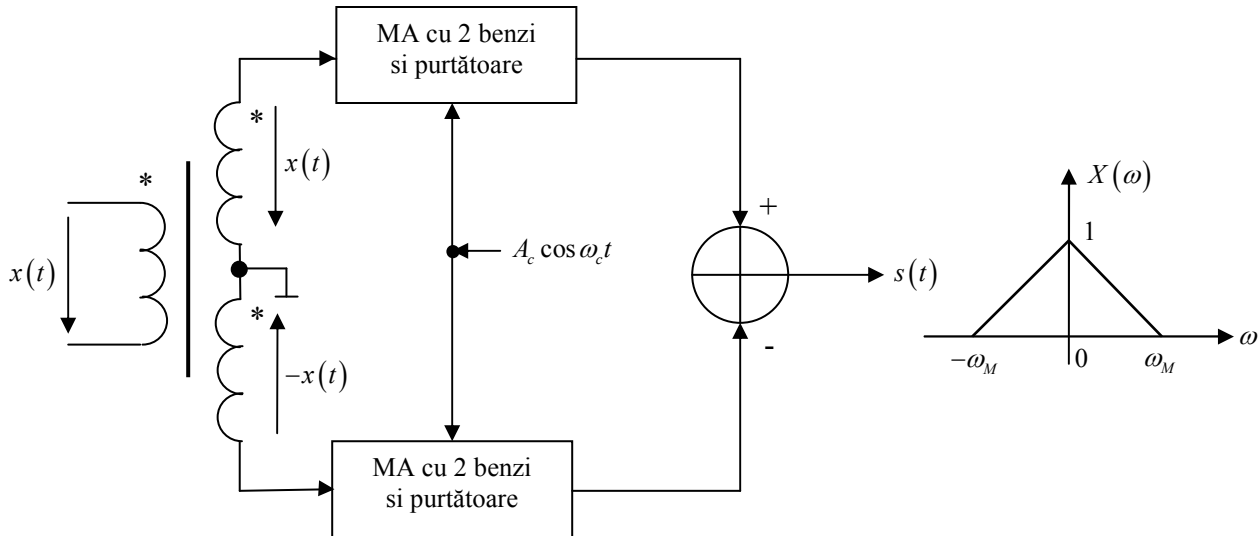 MA cu 2 benzi
si purtătoare
*
x(t)
*
x(t)
A_c cos ω_c t
*
−x(t)
MA cu 2 benzi
si purtătoare
+
-
s(t)
X(ω)
1
−ω_M
0
ω_M
ω